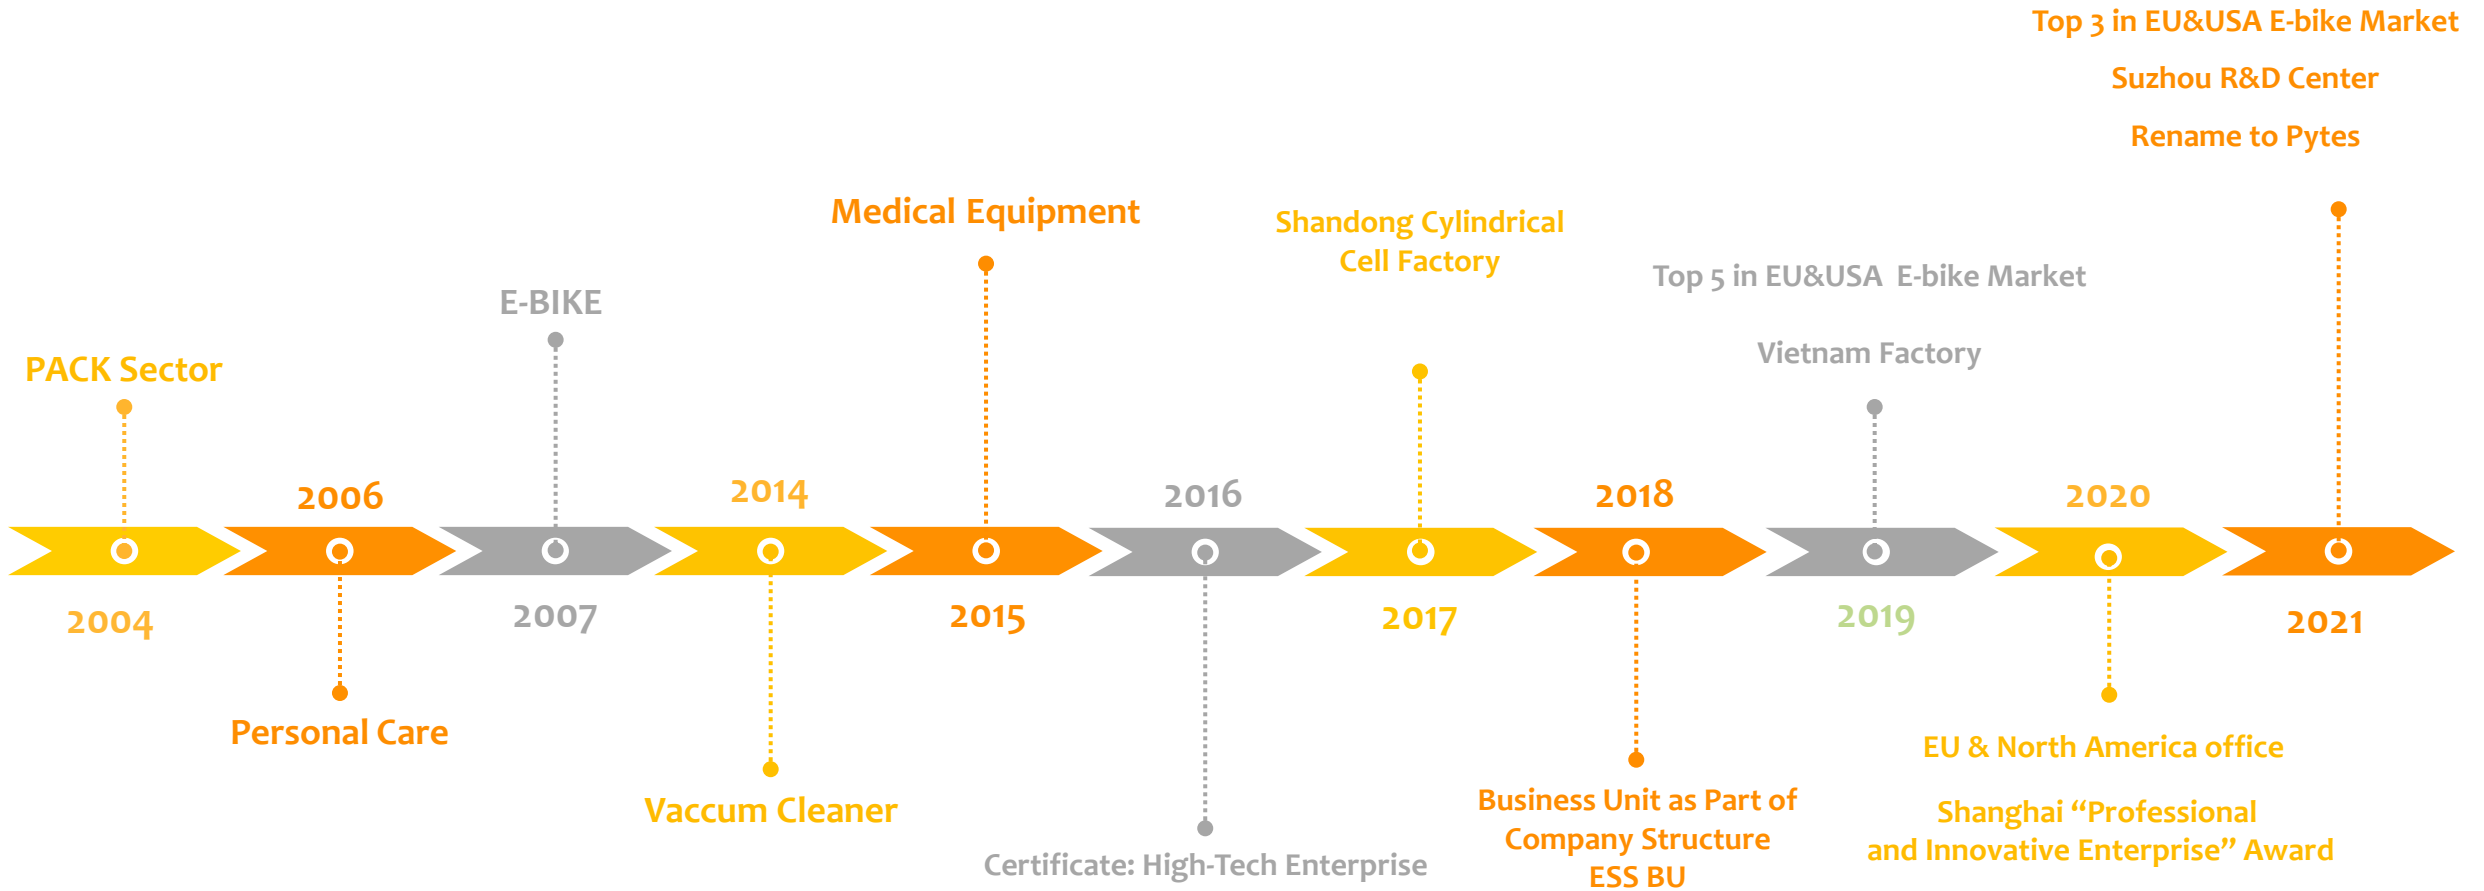 PACK Sector
2004
2006
Personal Care
E-BIKE
2007
2014
Vaccum Cleaner
Medical Equipment
2015
2016
Certificate: High-Tech Enterprise
Shandong Cylindrical
Cell Factory
2017
2018
Business Unit as Part of
Company Structure
ESS BU
Top 5 in EU&USA E-bike Market
Vietnam Factory
2019
2020
EU & North America office
Shanghai “Professional
and Innovative Enterprise” Award
Top 3 in EU&USA E-bike Market
Suzhou R&D Center
Rename to Pytes
2021